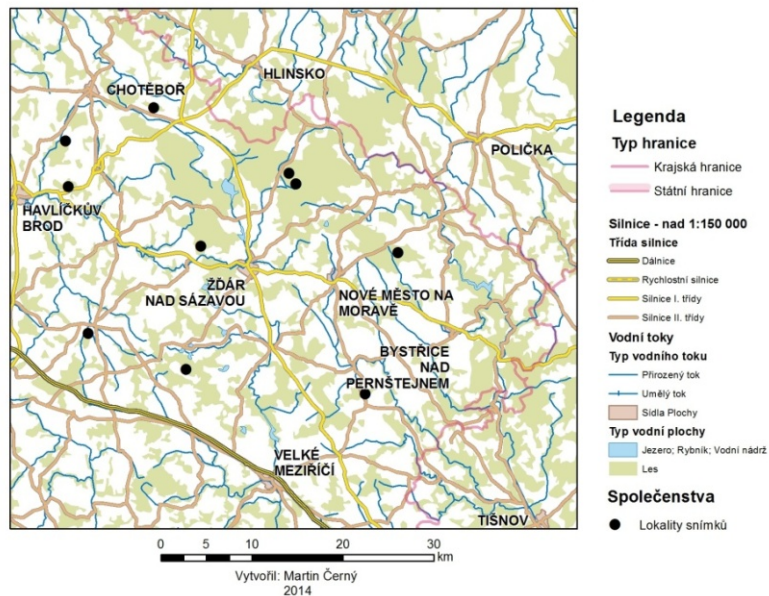 HLINSKO
CHOTĚBOŘ
POLIČKA
HAVLÍČKŮV
BROD
ŽĎÁR
NAD SÁZAVOU
NOVÉ MĚSTO NA
MORAVĚ
BYSTŘICE
NAD
PERNŠTEJNEM
VELKÉ
MEZIŘÍČÍ
TIŠNOV
0 5 10 20 30
km
Vytvořil: Martin Černý
2014
Legenda
Typ hranice
Krajská hranice
Státní hranice
Silnice - nad 1:150 000
Třída silnice
Dálnice
Rychlostní silnice
Silnice I. třídy
Silnice II. třídy
Vodní toky
Typ vodního toku
Přirozený tok
Umělý tok
Sídla Plochy
Typ vodní plochy
Jezero; Rybník; Vodní nádrž
Les
Společenstva
Lokality snímků